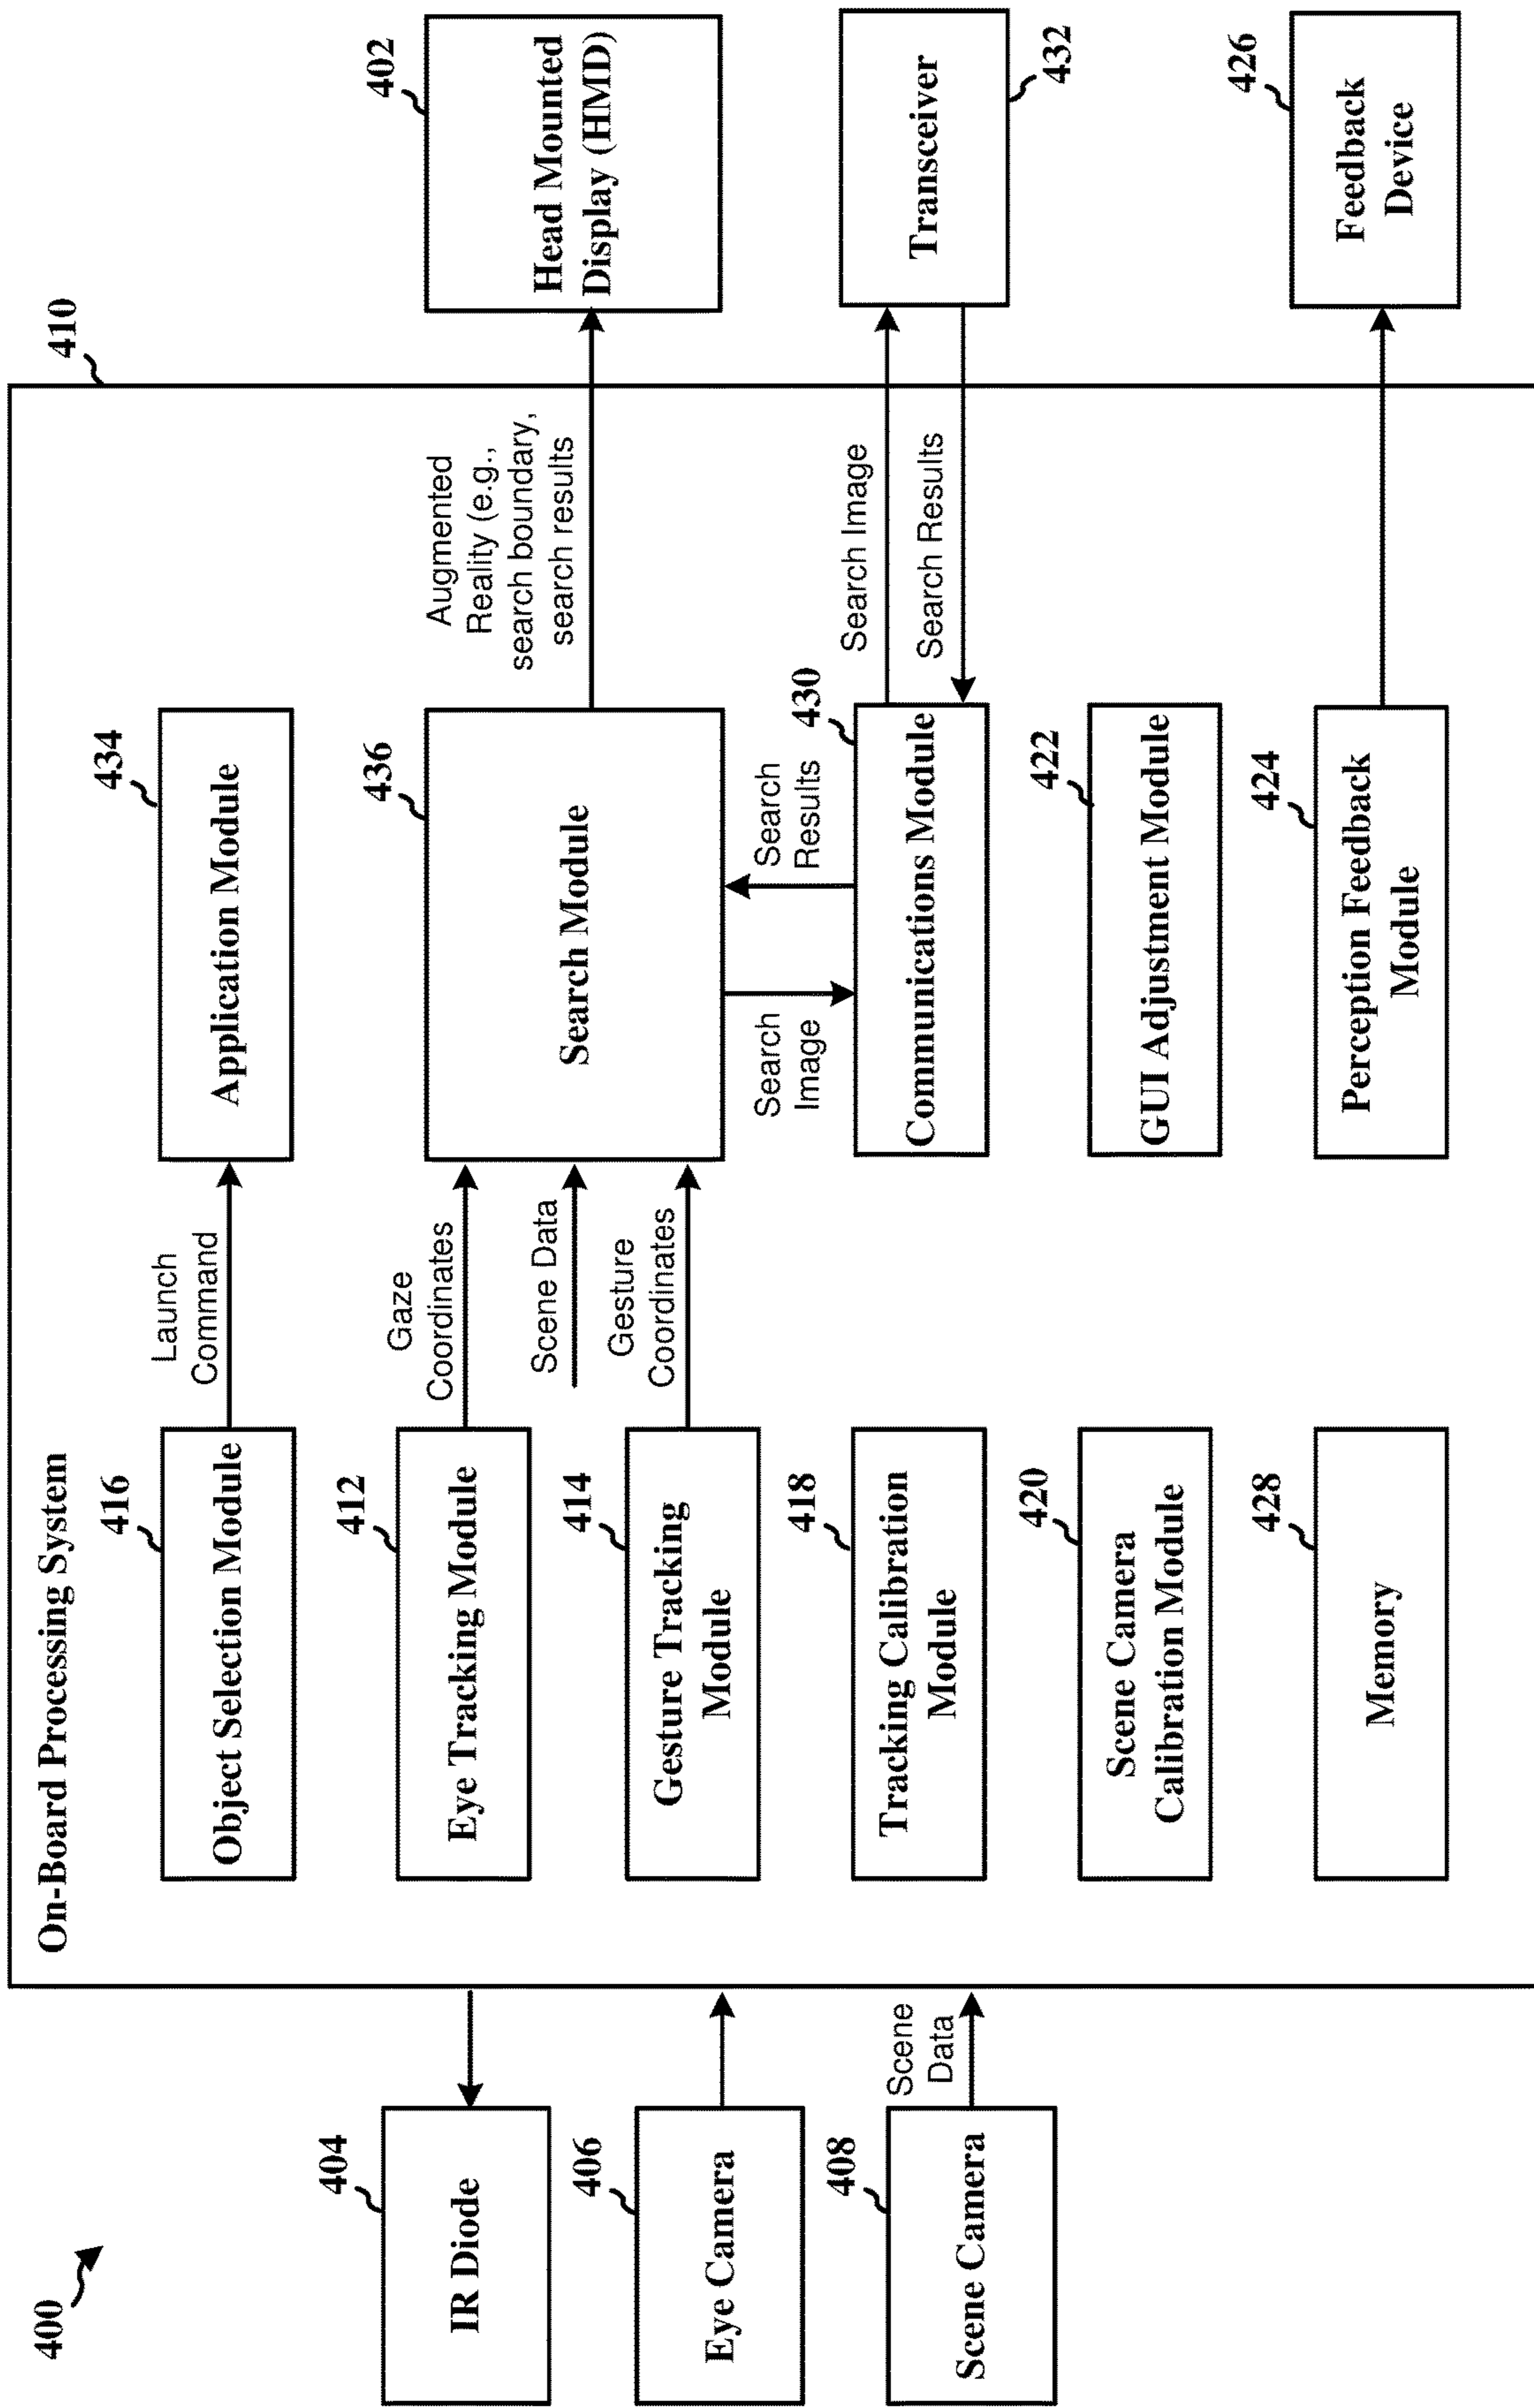 400
404
IR Diode
406
Eye Camera
408
Scene Camera
Scene
Data
410
On-Board Processing System
416
Object Selection Module
412
Eye Tracking Module
414
Gesture Tracking
Module
418
Tracking Calibration
Module
420
Scene Camera
Calibration Module
428
Memory
Launch
Command
Gaze
Coordinates
Scene Data
Gesture
Coordinates
434
Application Module
436
Search Module
Search
Image
Search
Results
430
Communications Module
422
GUI Adjustment Module
424
Perception Feedback
Module
Augmented
Reality (e.g.,
search boundary,
search results
Search Image
Search Results
402
Head Mounted
Display (HMD)
Transceiver
432
426
Feedback
Device